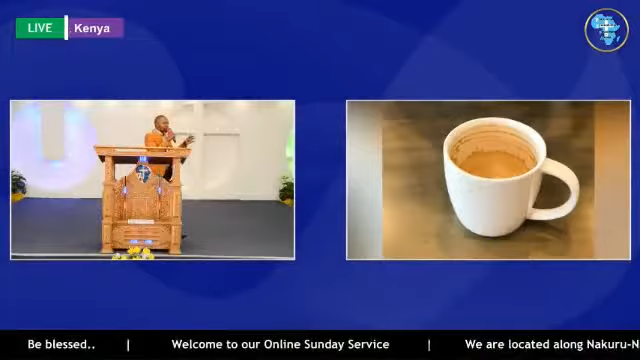 LIVE
Kenya
Be blessed.. | Welcome to our Online Sunday Service | We are located along Nakuru-N